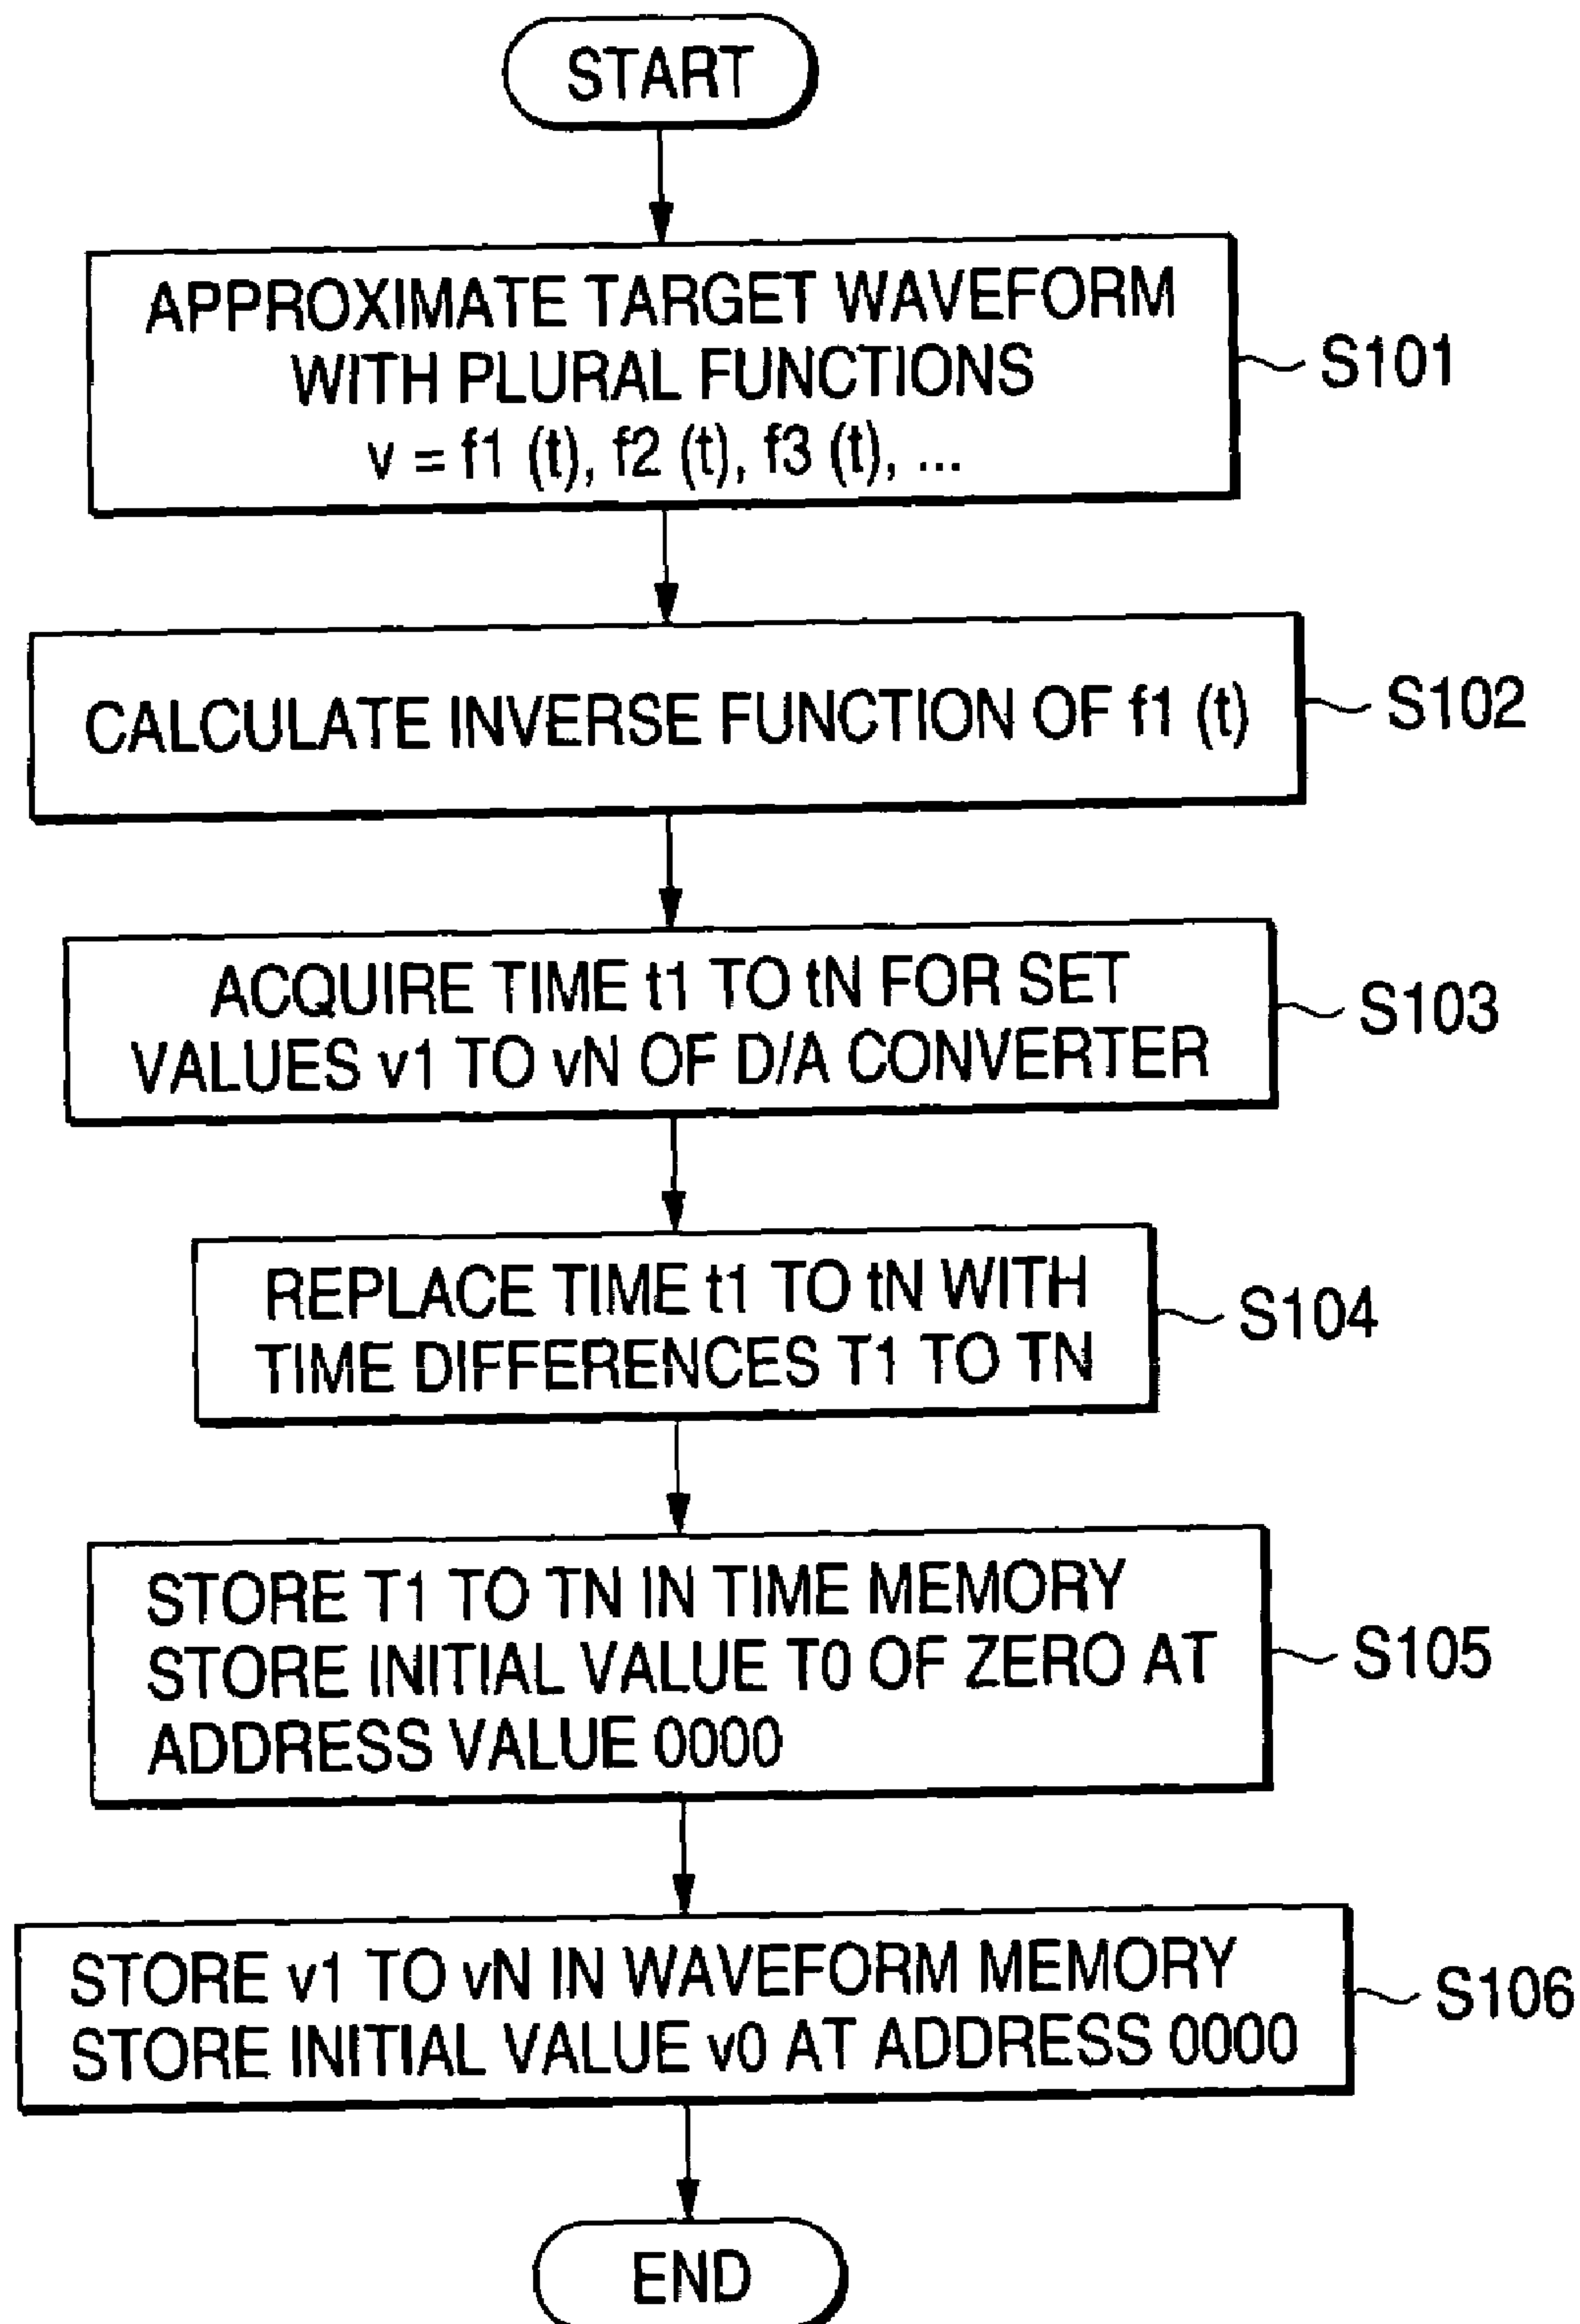 START
APPROXIMATE TARGET WAVEFORM
WITH PLURAL FUNCTIONS
v = f1 (t), f2 (t), f3 (t), ...
S101
CALCULATE INVERSE FUNCTION OF f1 (t)
S102
ACQUIRE TIME t1 TO tN FOR SET
VALUES v1 TO vN OF D/A CONVERTER
S103
REPLACE TIME t1 TO tN WITH
TIME DIFFERENCES T1 TO TN
S104
STORE T1 TO TN IN TIME MEMORY
STORE INITIAL VALUE T0 OF ZERO AT
ADDRESS VALUE 0000
S105
STORE v1 TO vN IN WAVEFORM MEMORY
STORE INITIAL VALUE v0 AT ADDRESS 0000
S106
END